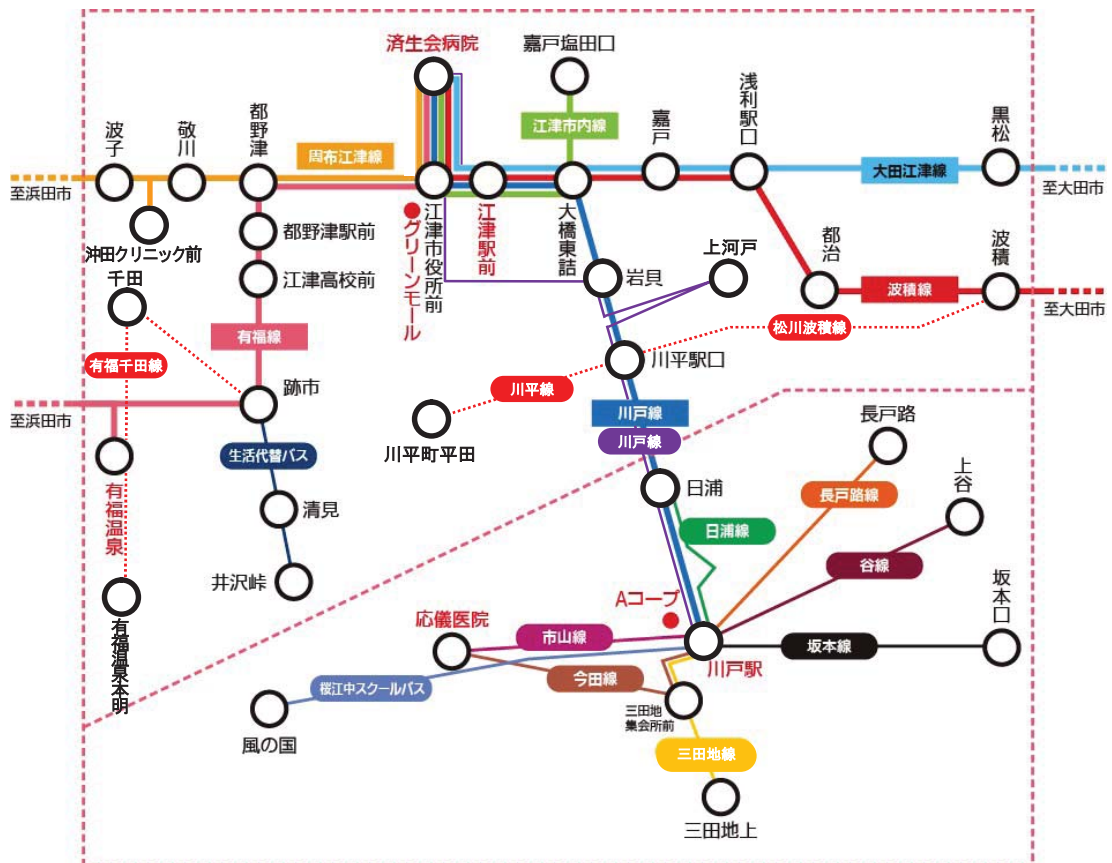 済生会病院
嘉戸塩田口
浅利駅口
黒松
嘉戸
江津市内線
都野津
敬川
波子
周布江津線
大田江津線
至浜田市
至大田市
沖田クリニック前
都野津駅前
江津高校前
江津市役所前
●グリーンモール
江津駅前
大橋東詰
岩見
上河戸
都治
波積
波積線
至大田市
千田
有福線
有福千田線
松川波積線
川平駅口
川平線
川平町平田
跡市
至浜田市
生活代替バス
有福温泉
清見
井沢峠
有福温泉本明
川戸線
川戸線
長戸路
上谷
日浦
長戸路線
日浦線
谷線
坂本口
Aコープ
応儀医院
市山線
川戸駅
坂本線
今田線
桜江中スクールバス
風の国
三田地
集会所前
三田地線
三田地上